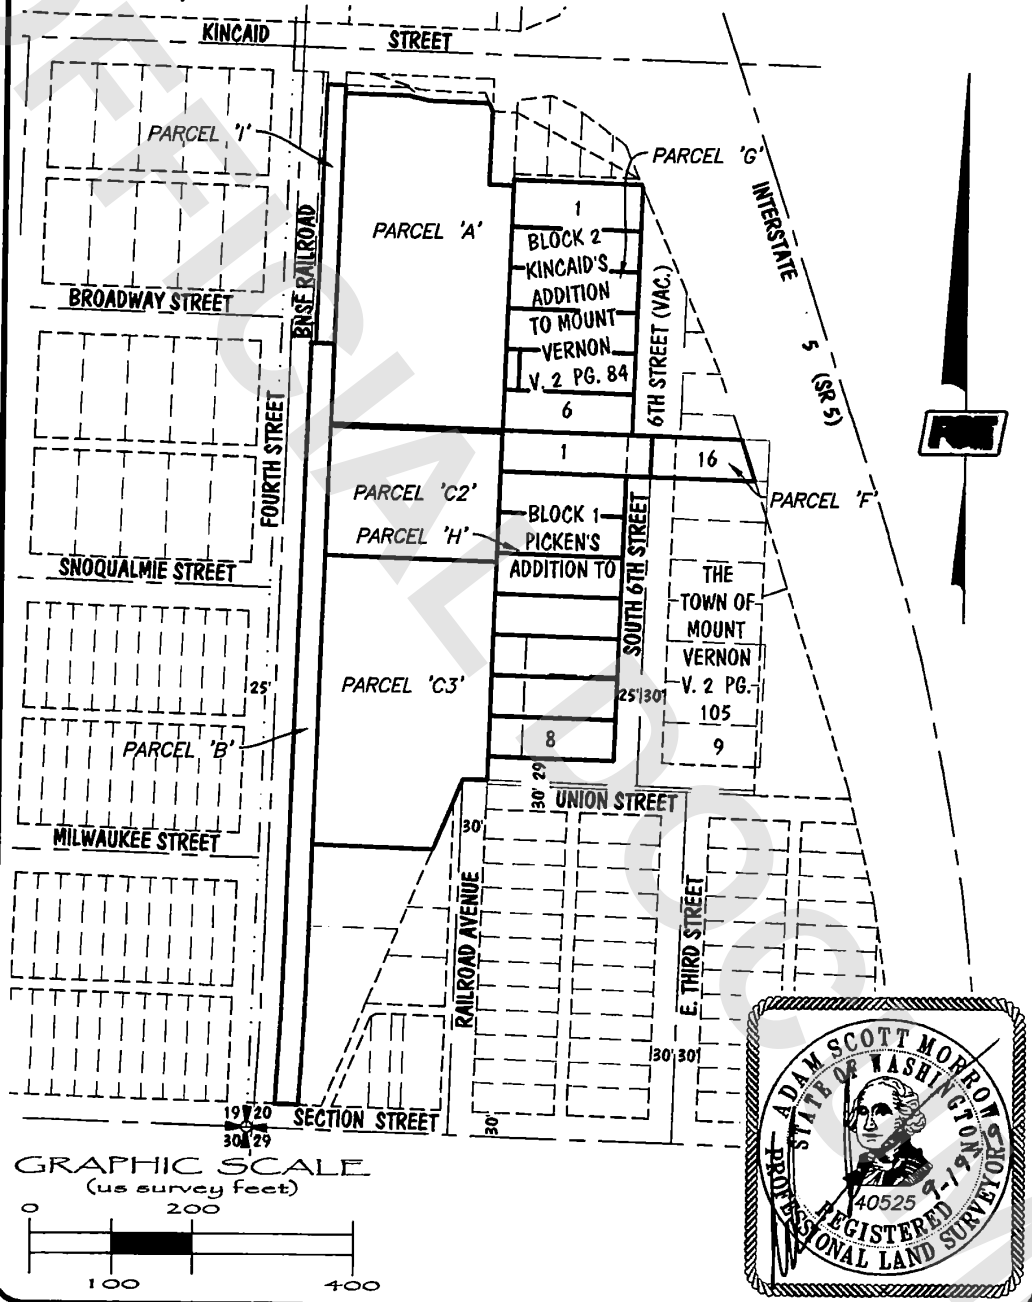 KINCAID STREET
PARCEL 'I'
PARCEL 'G'
PARCEL 'A'
1
BLOCK 2
KINCAID'S
ADDITION
TO MOUNT
VERNON
V. 2 PG. 84
6
INTERSTATE 5 (SR 5)
BNSF RAILROAD
6TH STREET (VAC.)
BROADWAY STREET
FOURTH STREET
1
16
PARCEL 'F'
PARCEL 'C2'
PARCEL 'H'
BLOCK 1
PICKEN'S
ADDITION TO
SOUTH 6TH STREET
THE
TOWN OF
MOUNT
VERNON
V. 2 PG.
105
9
SNOQUALMIE STREET
PARCEL 'C3'
25'
25'
30'
PARCEL 'B'
8
30' 29'
UNION STREET
30'
MILWAUKEE STREET
RAILROAD AVENUE
E. THIRD STREET
30' 30'
30'
SECTION STREET
19 20
30 29
GRAPHIC SCALE
(us survey feet)
0 200
100 400
ADAM SCOTT MORROW
STATE OF WASHINGTON
40525
REGISTERED
PROFESSIONAL LAND SURVEYOR